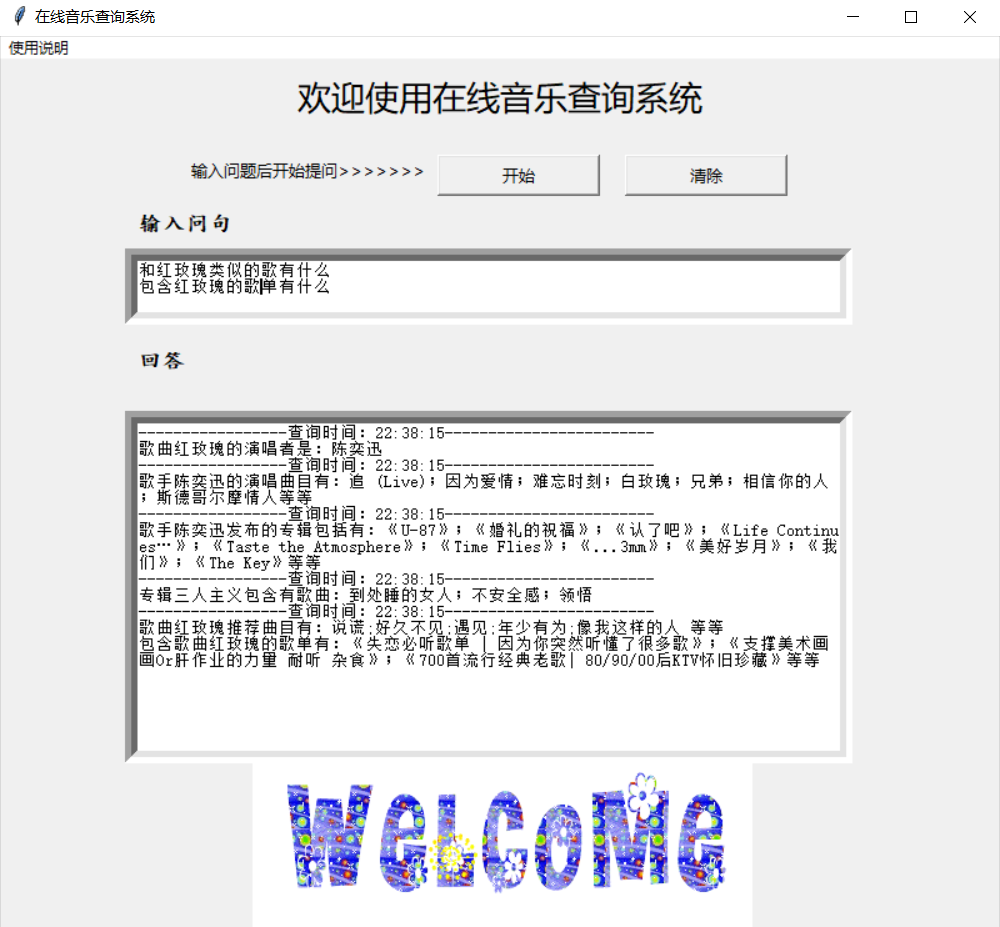 在线音乐查询系统
使用说明
欢迎使用在线音乐查询系统
输入问题后开始提问>>>>>>> 开始 清除
输入问句
和红玫瑰类似的歌有什么
包含红玫瑰的歌单有什么
回答
-----------------查询时间: 22:38:15------------------------
歌曲红玫瑰的演唱者是: 陈奕迅
-----------------查询时间: 22:38:15------------------------
歌手陈奕迅的演唱曲目有: 追 (Live); 因为爱情; 难忘时刻; 白玫瑰; 兄弟; 相信你的人
; 斯德哥尔摩情人等等
-----------------查询时间: 22:38:15------------------------
歌手陈奕迅发布的专辑包括有:《U-87》; 《婚礼的祝福》; 《认了吧》; 《Life Continu
es…》; 《Taste the Atmosphere》; 《Time Flies》; 《...3mm》; 《美好岁月》; 《我
们》; 《The Key》等等
-----------------查询时间: 22:38:15------------------------
专辑三人主义包含有歌曲: 到处睡的女人; 不安全感; 领悟
-----------------查询时间: 22:38:15------------------------
歌曲红玫瑰推荐曲目有: 说谎;好久不见;遇见;年少有为;像我这样的人 等等
包含歌曲红玫瑰的歌单有: 《失恋必听歌单 | 因为你突然听懂了很多歌》; 《支撑美术画
画Or肝作业的力量 耐听 杂食》; 《700首流行经典老歌| 80/90/00后KTV怀旧珍藏》等等
WeLCoMe